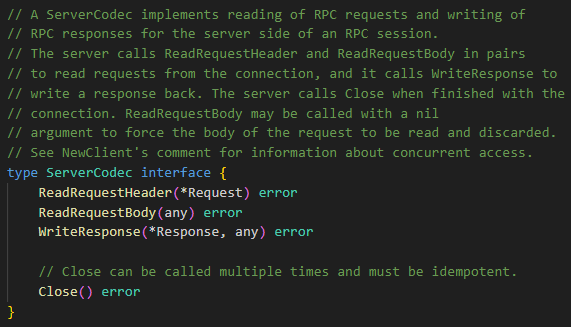 // A ServerCodec implements reading of RPC requests and writing of
// RPC responses for the server side of an RPC session.
// The server calls ReadRequestHeader and ReadRequestBody in pairs
// to read requests from the connection, and it calls WriteResponse to
// write a response back. The server calls Close when finished with the
// connection. ReadRequestBody may be called with a nil
// argument to force the body of the request to be read and discarded.
// See NewClient's comment for information about concurrent access.
type ServerCodec interface {
    ReadRequestHeader(*Request) error
    ReadRequestBody(any) error
    WriteResponse(*Response, any) error

    // Close can be called multiple times and must be idempotent.
    Close() error
}